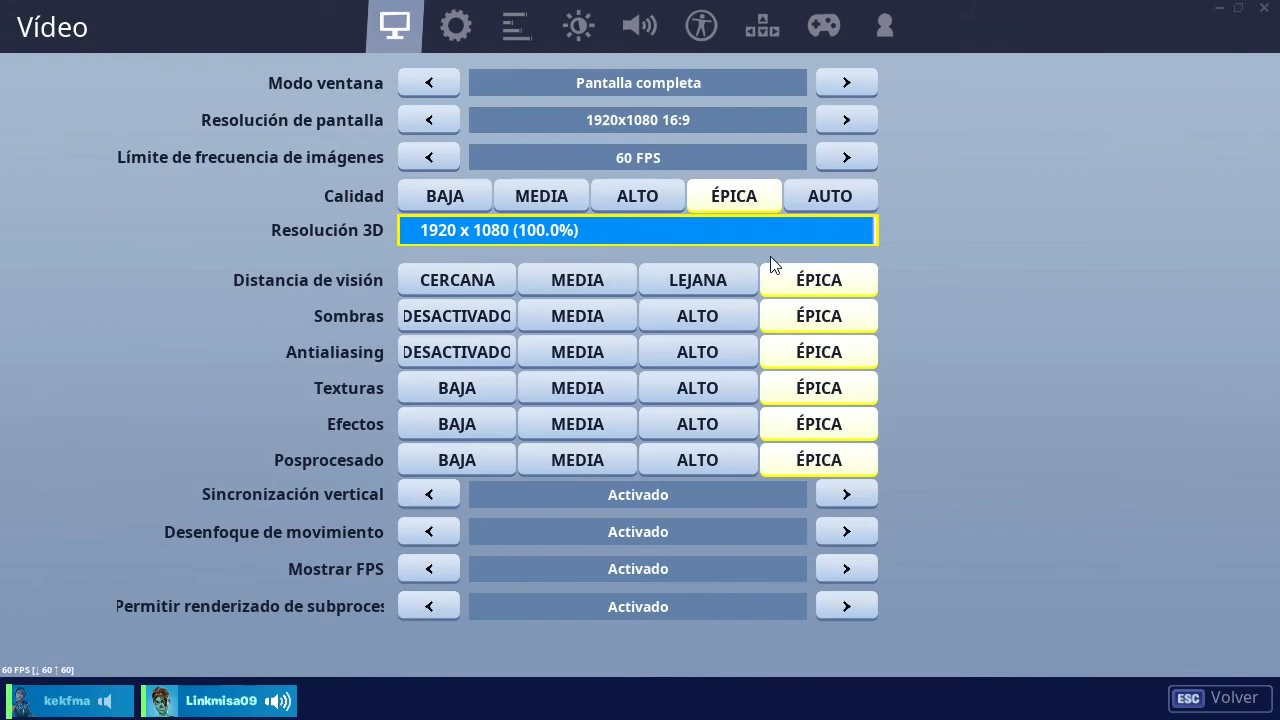 Vídeo
Modo ventana < Pantalla completa >
Resolución de pantalla < 1920x1080 16:9 >
Límite de frecuencia de imágenes < 60 FPS >
Calidad BAJA MEDIA ALTO ÉPICA AUTO
Resolución 3D 1920 x 1080 (100.0%)
Distancia de visión CERCANA MEDIA LEJANA ÉPICA
Sombras DESACTIVADO MEDIA ALTO ÉPICA
Antialiasing DESACTIVADO MEDIA ALTO ÉPICA
Texturas BAJA MEDIA ALTO ÉPICA
Efectos BAJA MEDIA ALTO ÉPICA
Posprocesado BAJA MEDIA ALTO ÉPICA
Sincronización vertical < Activado >
Desenfoque de movimiento < Activado >
Mostrar FPS < Activado >
Permitir renderizado de subproces < Activado >
60 FPS [↓ 60 ↑ 60]
kekfma Linkmisa09 ESC Volver